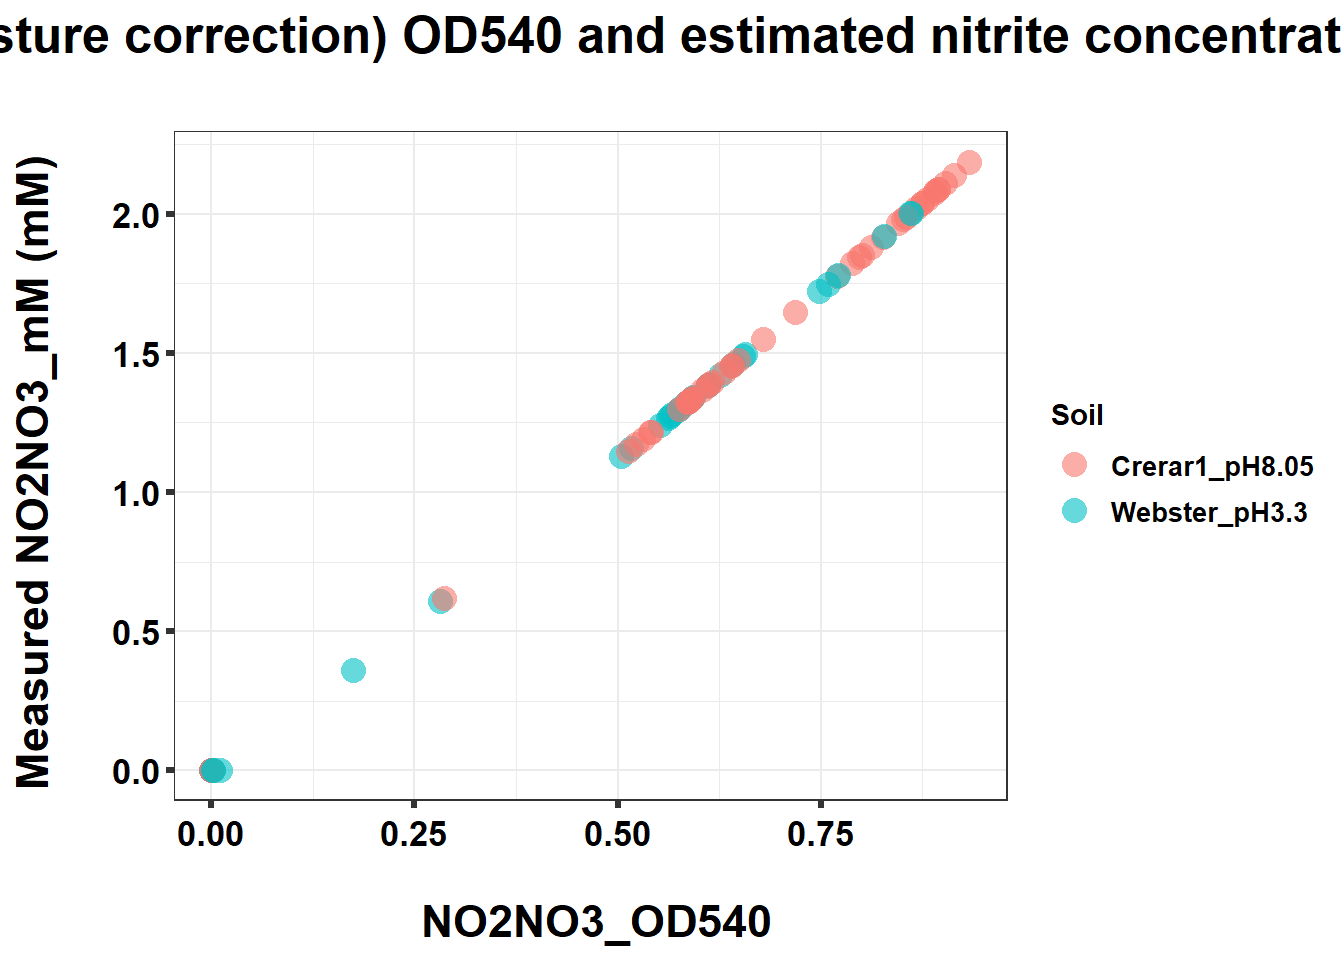 sture correction) OD540 and estimated nitrite concentrat
Measured NO2NO3_mM (mM)
2.0
1.5
1.0
0.5
0.0
0.00 0.25 0.50 0.75
NO2NO3_OD540
Soil
Crerar1_pH8.05
Webster_pH3.3